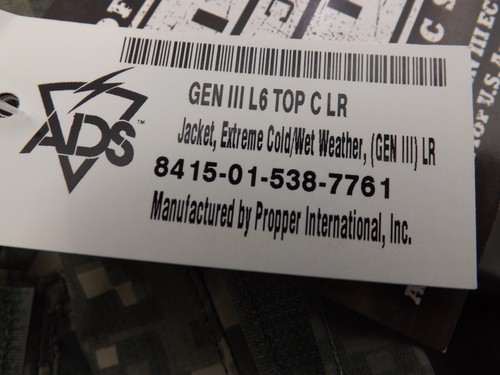 GEN III L6 TOP C LR
Jacket, Extreme Cold/Wet Weather, (GEN III) LR
8415-01-538-7761
Manufactured by Propper International, Inc.
ADS™